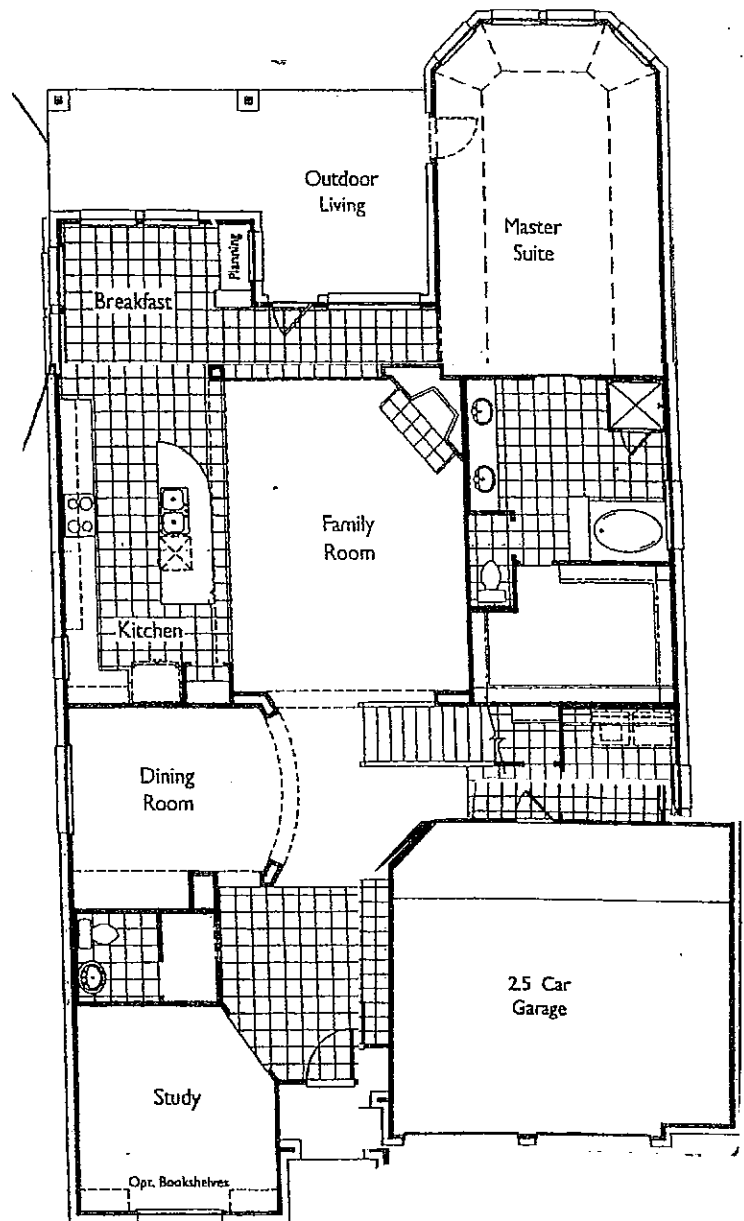 Outdoor
Living
Master
Suite
Planning
Breakfast
Family
Room
Kitchen
Dining
Room
2.5 Car
Garage
Study
Opt. Bookshelves